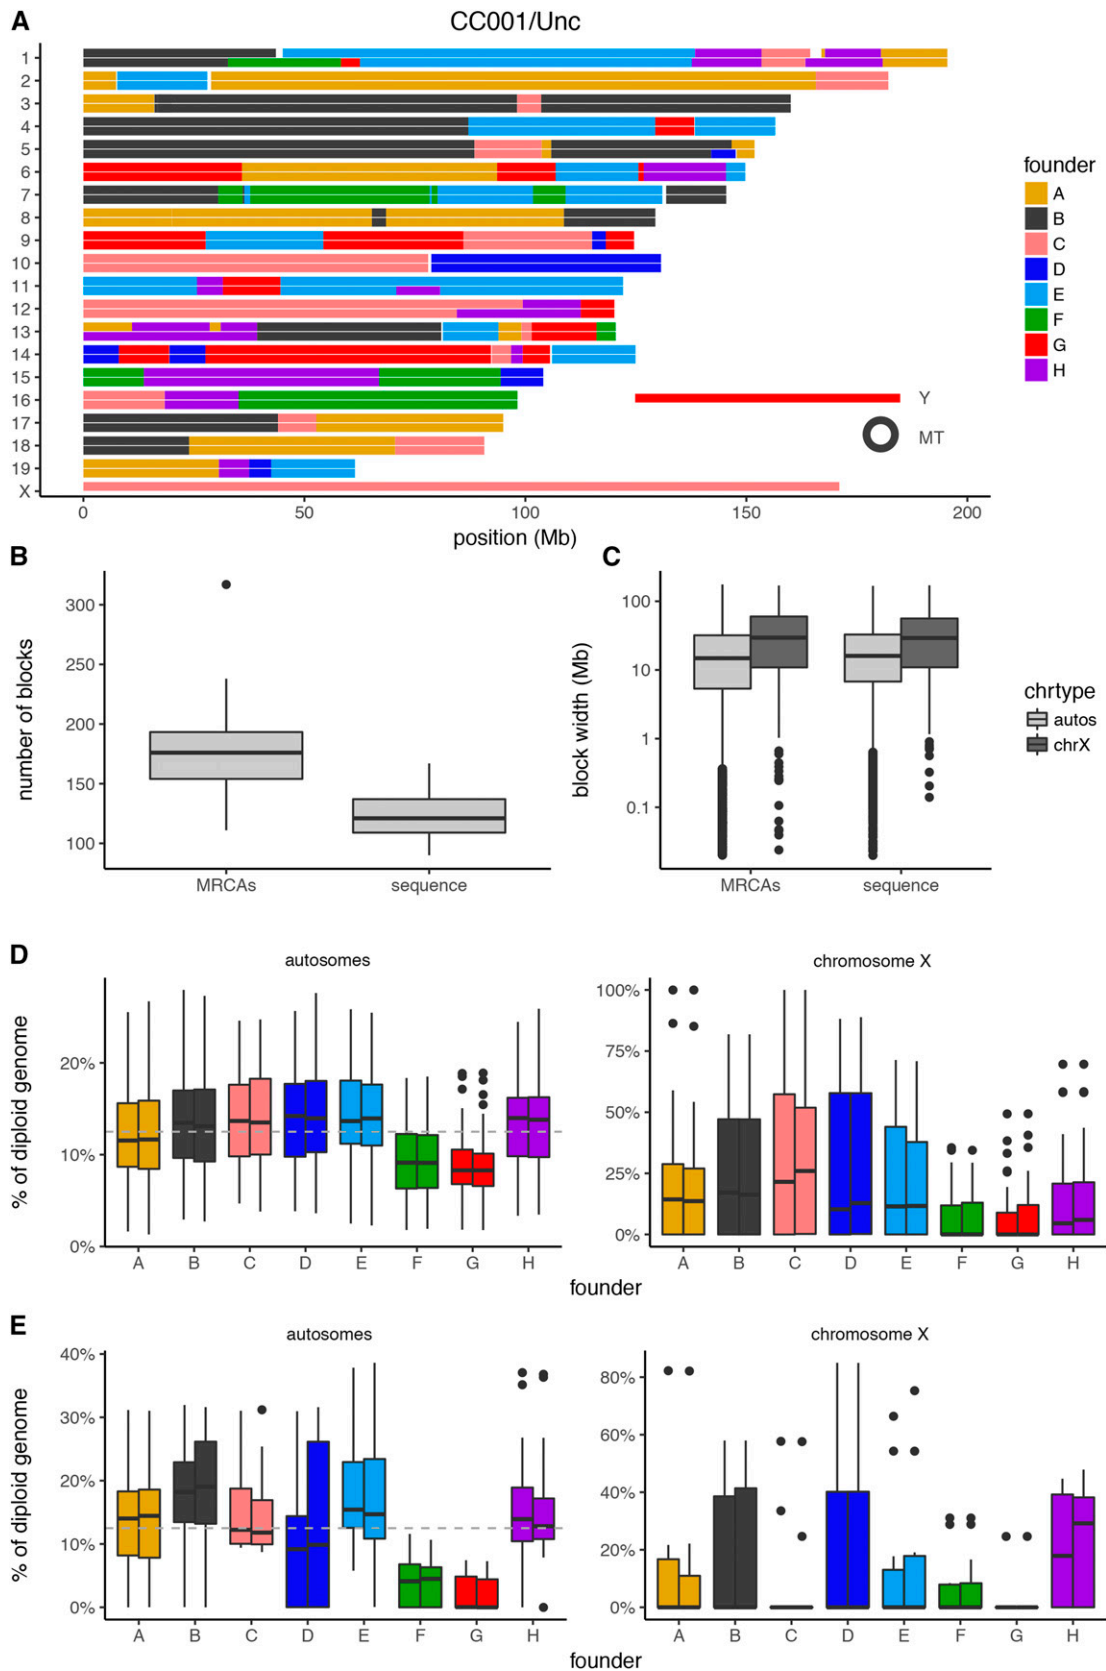 A
CC001/Unc
1
2
3
4
5
6
7
8
9
10
11
12
13
14
15
16
17
18
19
X
Y
MT
0 50 100 150 200
position (Mb)
founder
A
B
C
D
E
F
G
H
B
number of blocks
300
250
200
150
100
MRCAs sequence
C
block width (Mb)
100
10
1
0.1
MRCAs sequence
chrtype
autos
chrX
D
autosomes chromosome X
% of diploid genome
20%
10%
0%
A B C D E F G H
100%
75%
50%
25%
0%
A B C D E F G H
founder
E
autosomes chromosome X
% of diploid genome
40%
30%
20%
10%
0%
A B C D E F G H
80%
60%
40%
20%
0%
A B C D E F G H
founder